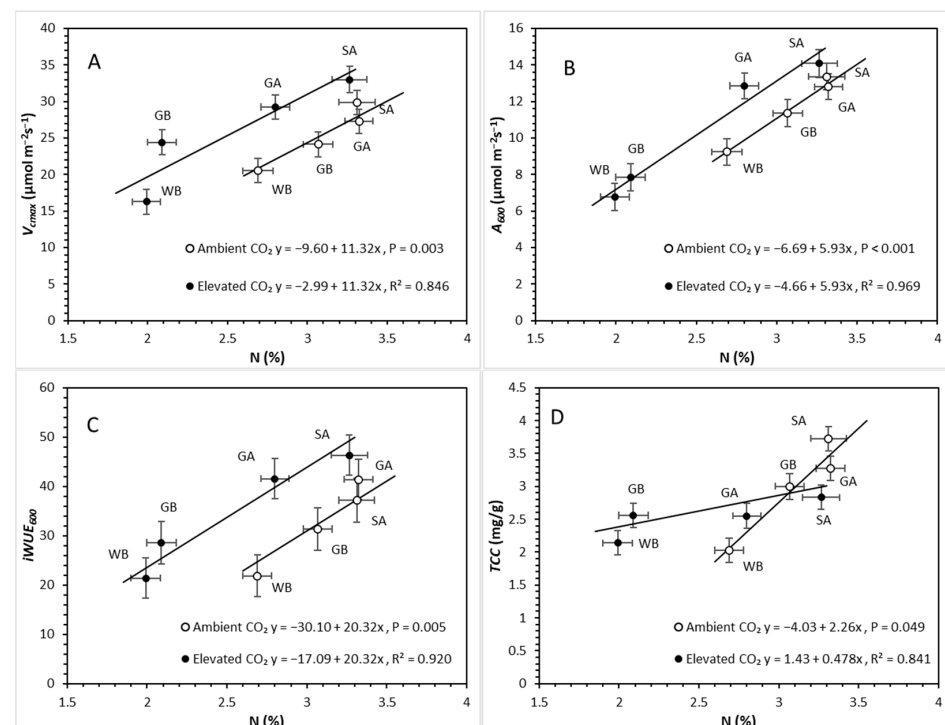 40
35
30
25
20
15
10
5
0
V_cmax (µmol m⁻²s⁻¹)
A
SA
GA
GB
SA
WB
GB
GA
WB
Ambient CO₂ y = −9.60 + 11.32x , P = 0.003
Elevated CO₂ y = −2.99 + 11.32x , R² = 0.846
1.5 2 2.5 3 3.5 4
N (%)
16
14
12
10
8
6
4
2
0
A₆₀₀ (µmol m⁻²s⁻¹)
B
SA
GA
SA
GA
GB
WB GB
WB
Ambient CO₂ y = −6.69 + 5.93x , P < 0.001
Elevated CO₂ y = −4.66 + 5.93x , R² = 0.969
1.5 2 2.5 3 3.5 4
N (%)
60
50
40
30
20
10
0
iWUE₆₀₀
C
SA
GA
GA
SA
GB
GB
WB
WB
Ambient CO₂ y = −30.10 + 20.32x , P = 0.005
Elevated CO₂ y = −17.09 + 20.32x , R² = 0.920
1.5 2 2.5 3 3.5 4
N (%)
4.5
4
3.5
3
2.5
2
1.5
1
0.5
0
TCC (mg/g)
D
SA
GB
GA
GB
GA
SA
WB
WB
Ambient CO₂ y = −4.03 + 2.26x , P = 0.049
Elevated CO₂ y = 1.43 + 0.478x , R² = 0.841
1.5 2 2.5 3 3.5 4
N (%)